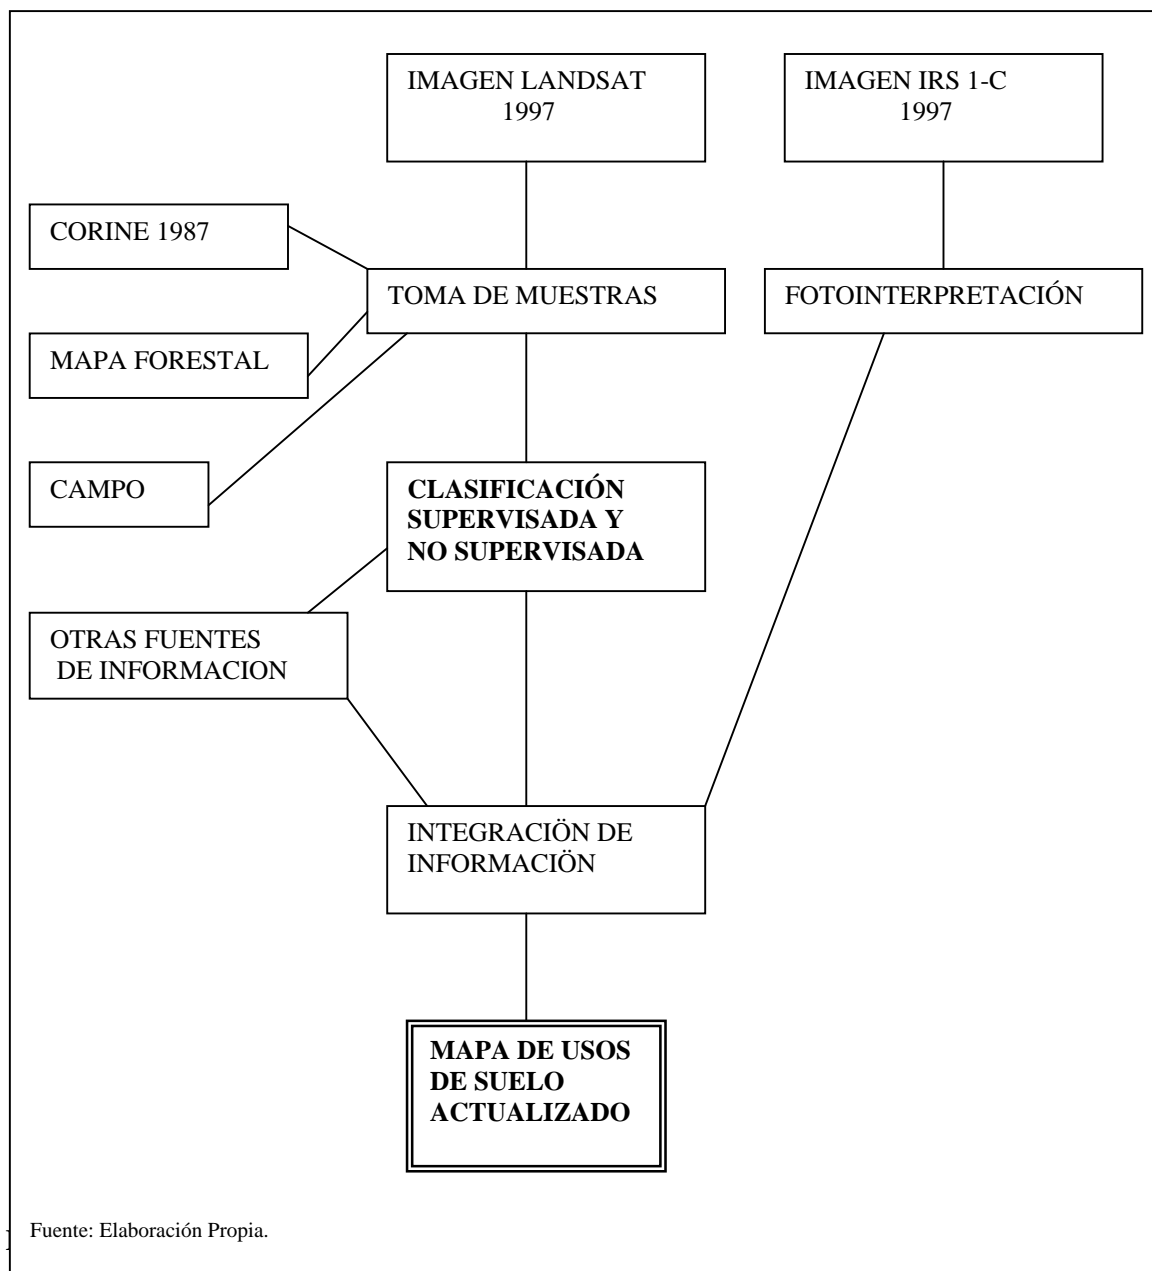 IMAGEN LANDSAT
1997
IMAGEN IRS 1-C
1997
CORINE 1987
TOMA DE MUESTRAS
FOTOINTERPRETACIÓN
MAPA FORESTAL
CAMPO
CLASIFICACIÓN
SUPERVISADA Y
NO SUPERVISADA
OTRAS FUENTES
DE INFORMACION
INTEGRACIÖN DE
INFORMACIÖN
MAPA DE USOS
DE SUELO
ACTUALIZADO
Fuente: Elaboración Propia.